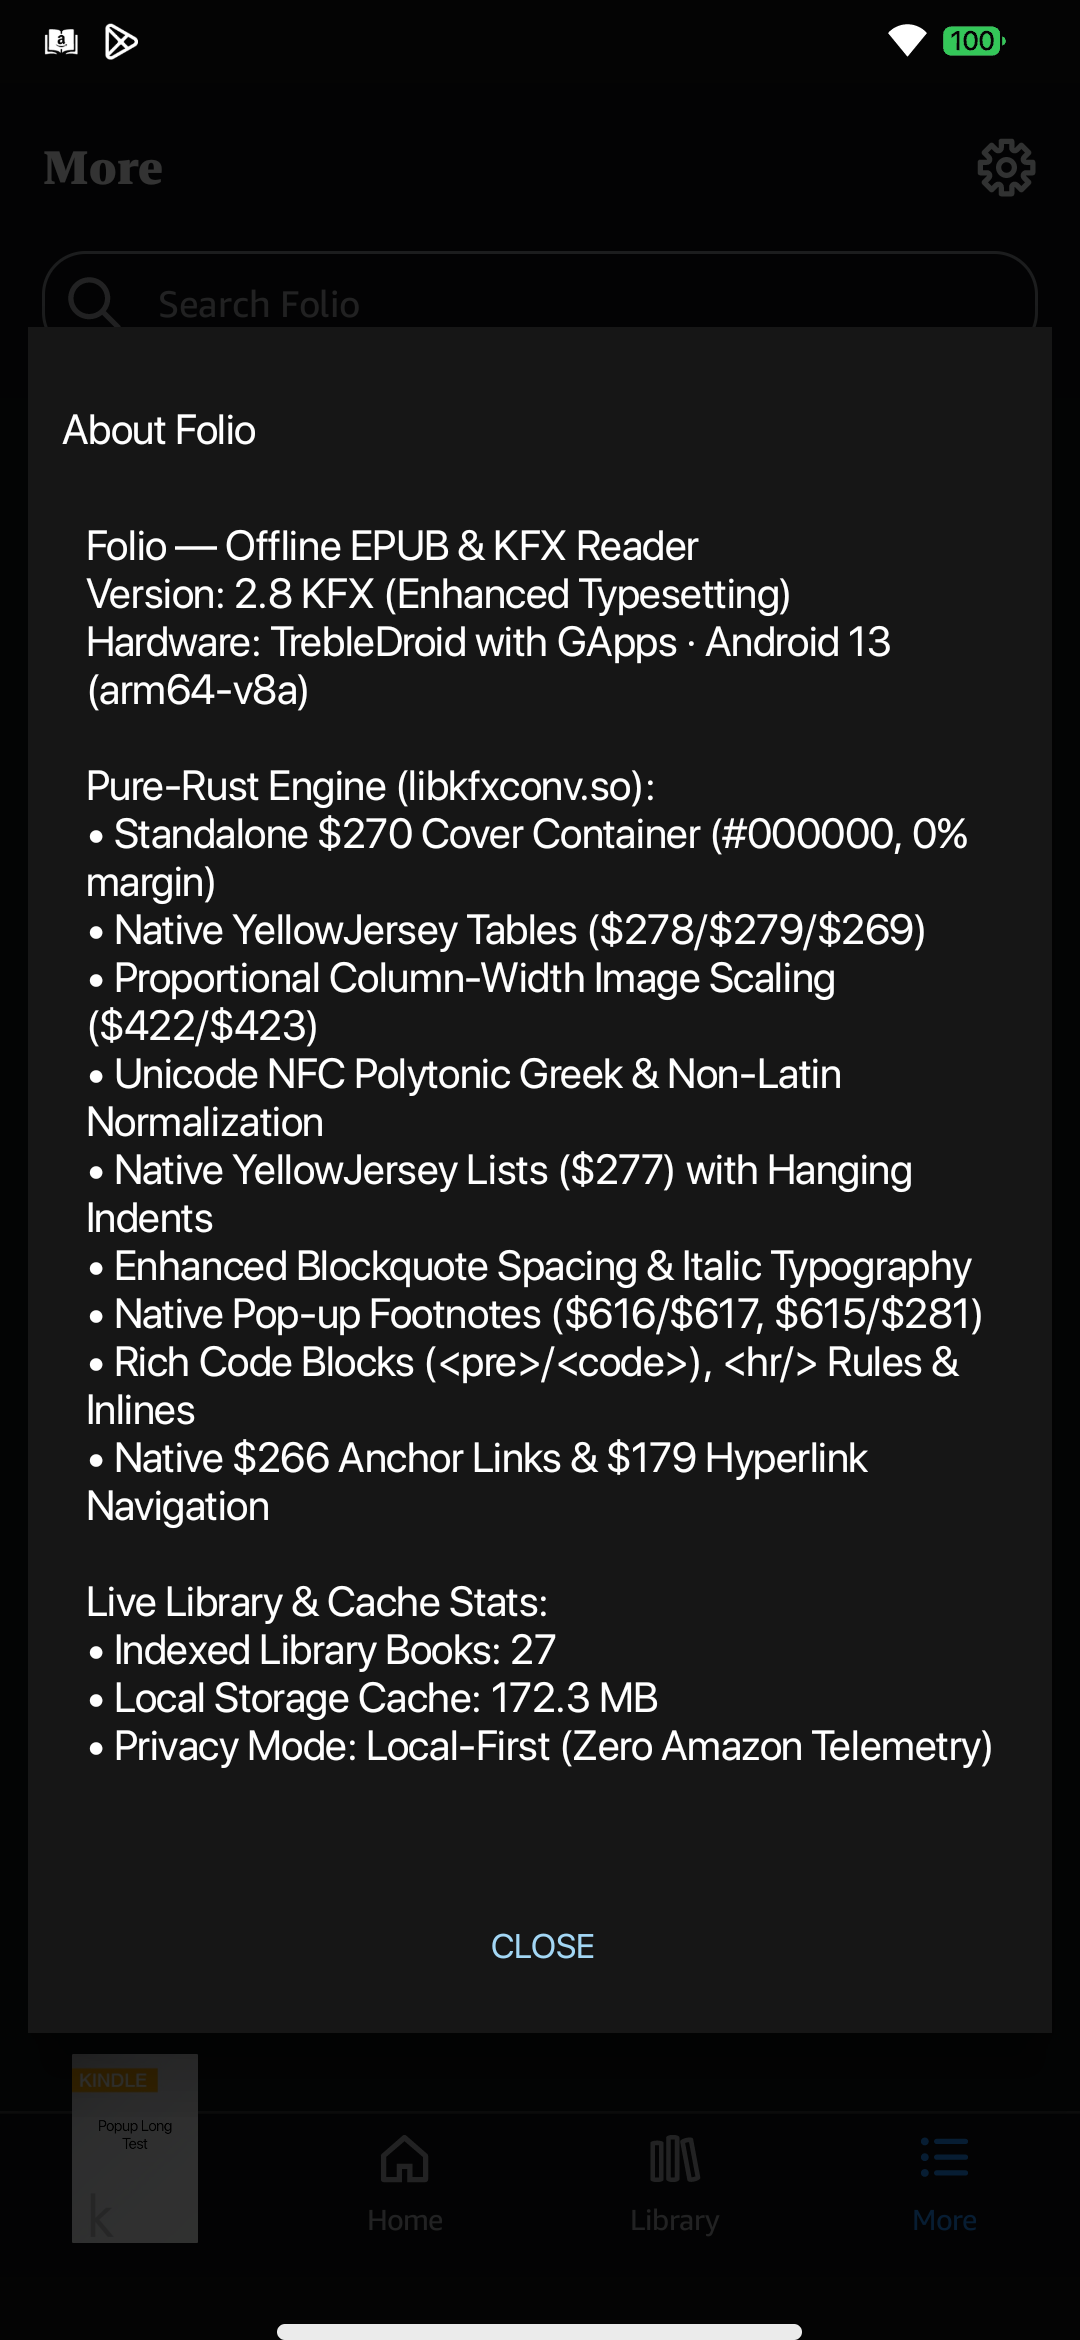 100
More
Search Folio
About Folio
Folio — Offline EPUB & KFX Reader
Version: 2.8 KFX (Enhanced Typesetting)
Hardware: TrebleDroid with GApps · Android 13
(arm64-v8a)
Pure-Rust Engine (libkfxconv.so):
• Standalone $270 Cover Container (#000000, 0%
margin)
• Native YellowJersey Tables ($278/$279/$269)
• Proportional Column-Width Image Scaling
($422/$423)
• Unicode NFC Polytonic Greek & Non-Latin
Normalization
• Native YellowJersey Lists ($277) with Hanging
Indents
• Enhanced Blockquote Spacing & Italic Typography
• Native Pop-up Footnotes ($616/$617, $615/$281)
• Rich Code Blocks (<pre>/<code>), <hr/> Rules &
Inlines
• Native $266 Anchor Links & $179 Hyperlink
Navigation
Live Library & Cache Stats:
• Indexed Library Books: 27
• Local Storage Cache: 172.3 MB
• Privacy Mode: Local-First (Zero Amazon Telemetry)
CLOSE
KINDLE
Popup Long
Test
k
Home
Library
More